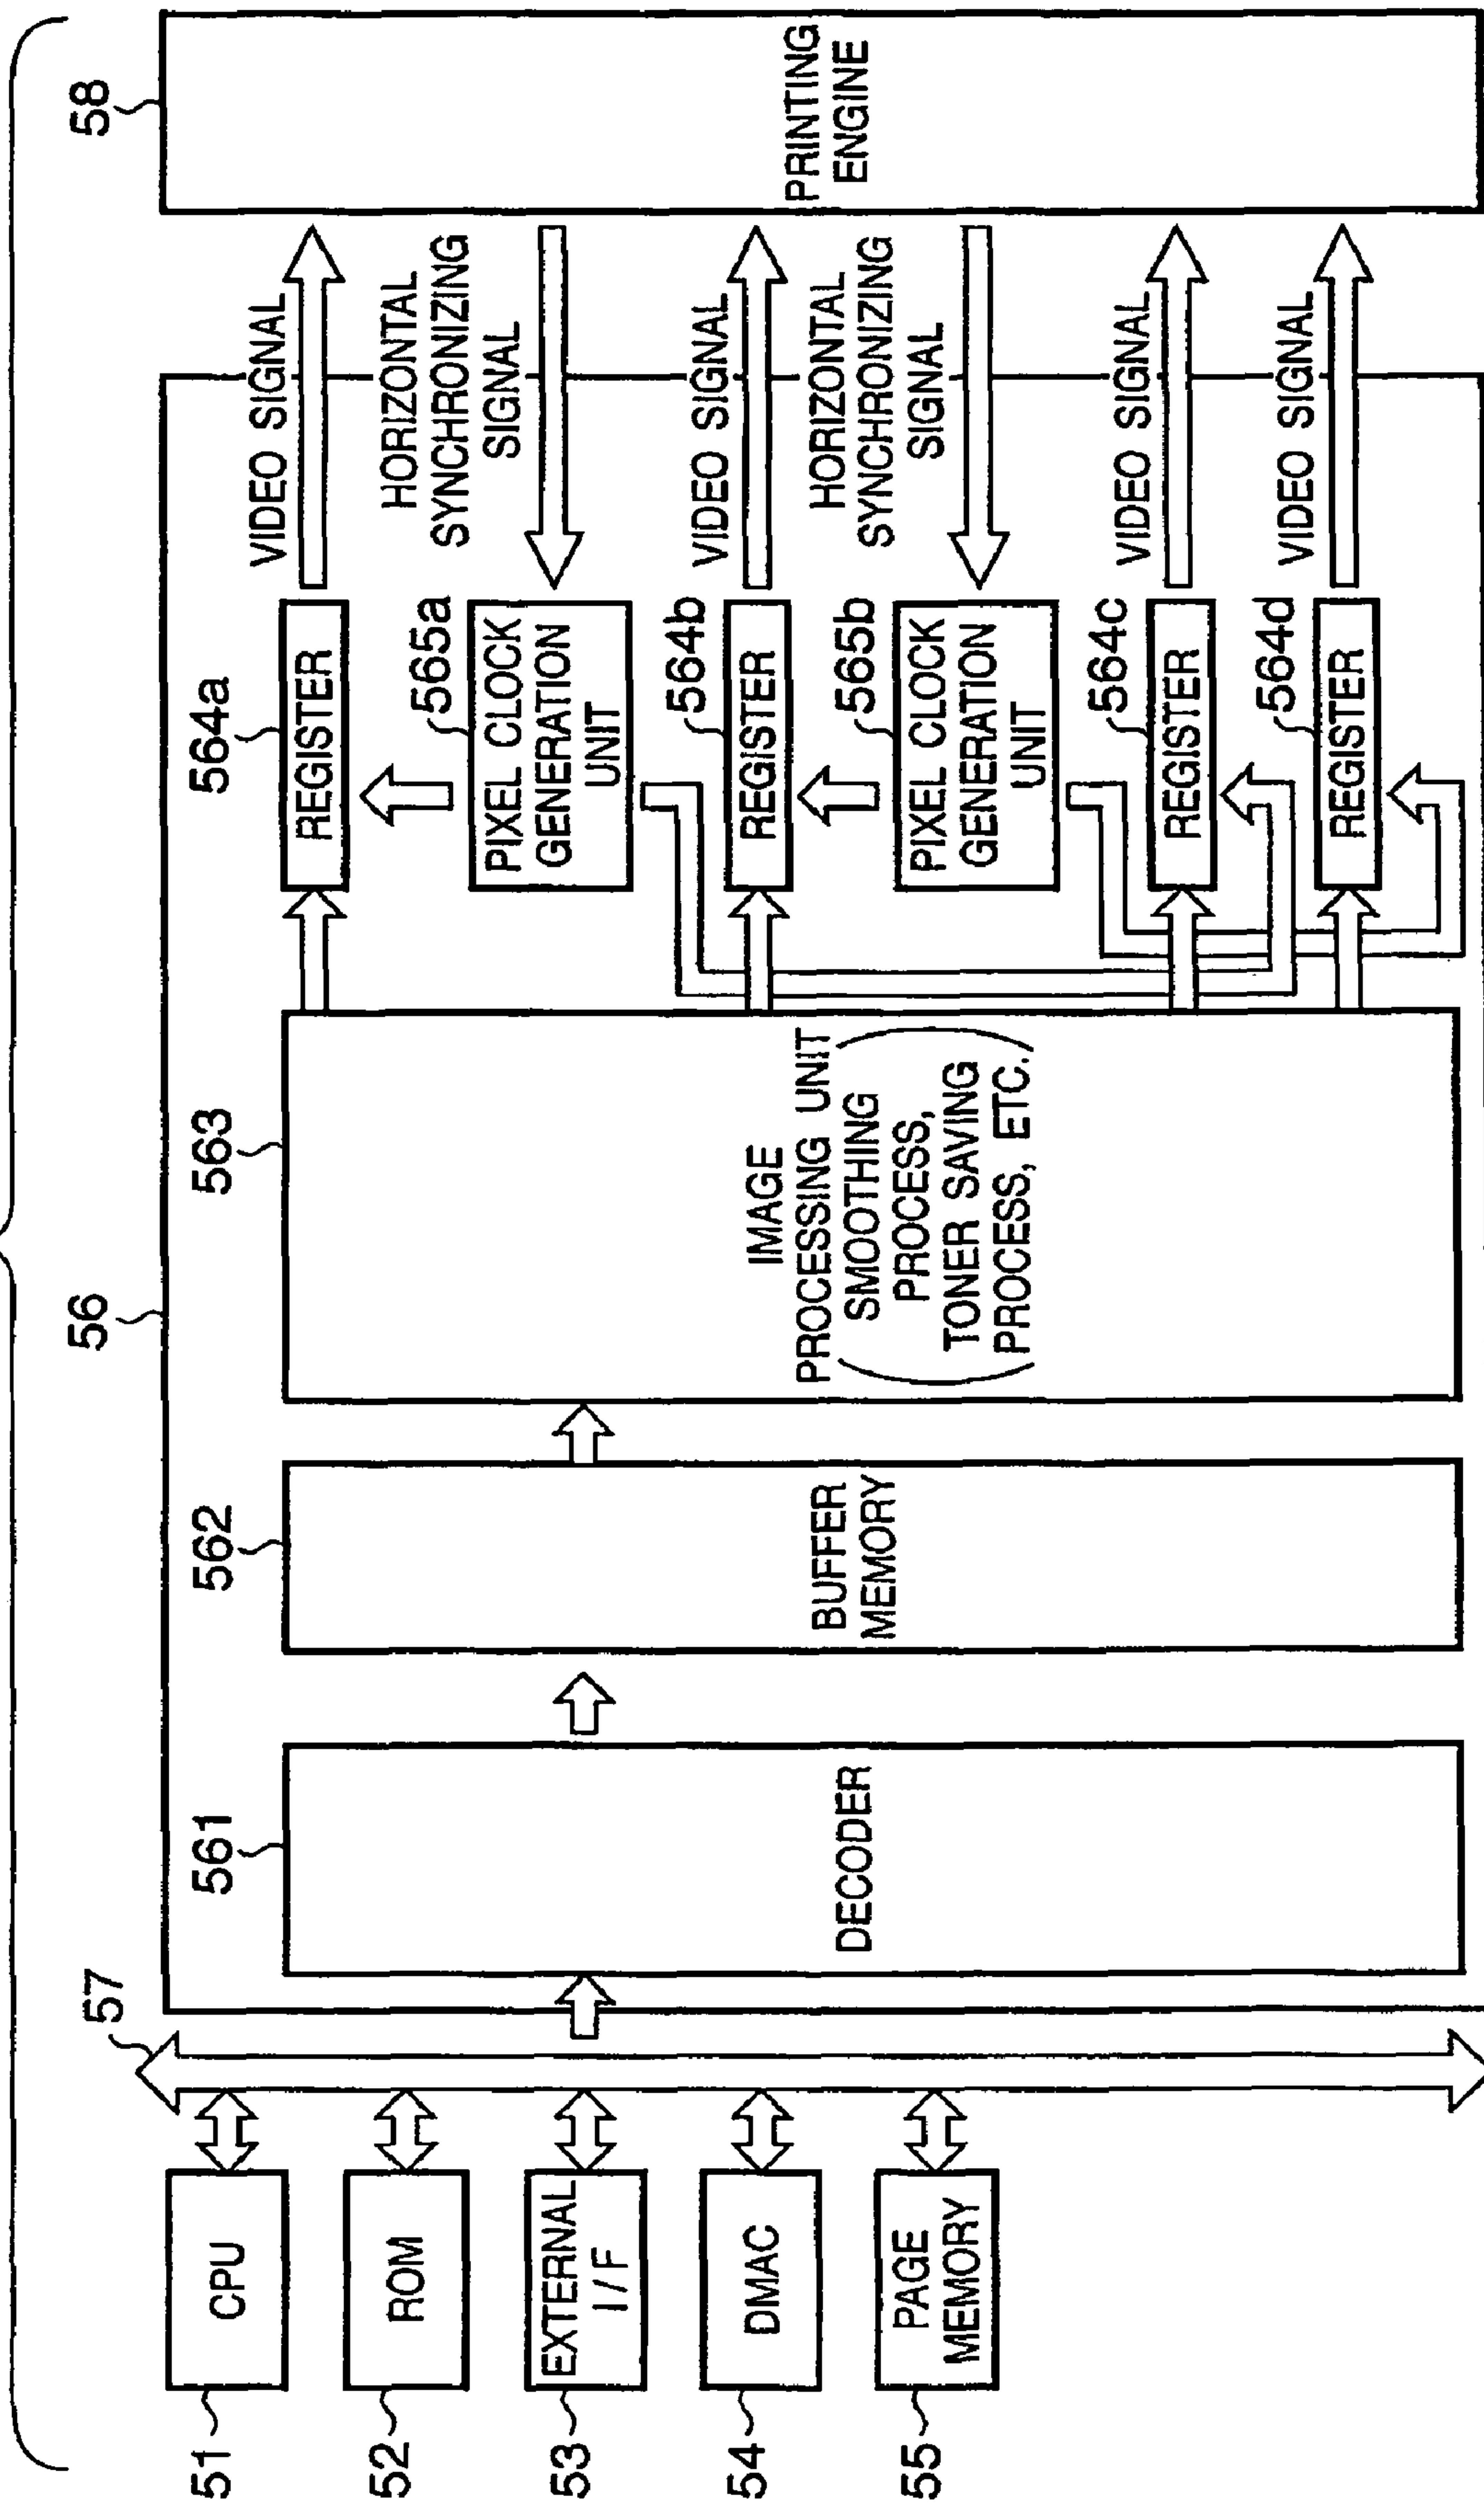 51
CPU
52
ROM
53
EXTERNAL
I/F
54
DMAC
55
PAGE
MEMORY
57
56
561
DECODER
562
BUFFER
MEMORY
563
IMAGE
PROCESSING UNIT
SMOOTHING
PROCESS,
TONER SAVING
PROCESS, ETC.
564a
REGISTER
565a
PIXEL CLOCK
GENERATION
UNIT
564b
REGISTER
565b
PIXEL CLOCK
GENERATION
UNIT
564c
REGISTER
564d
REGISTER
VIDEO SIGNAL
HORIZONTAL
SYNCHRONIZING
SIGNAL
VIDEO SIGNAL
HORIZONTAL
SYNCHRONIZING
SIGNAL
VIDEO SIGNAL
VIDEO SIGNAL
58
PRINTING
ENGINE